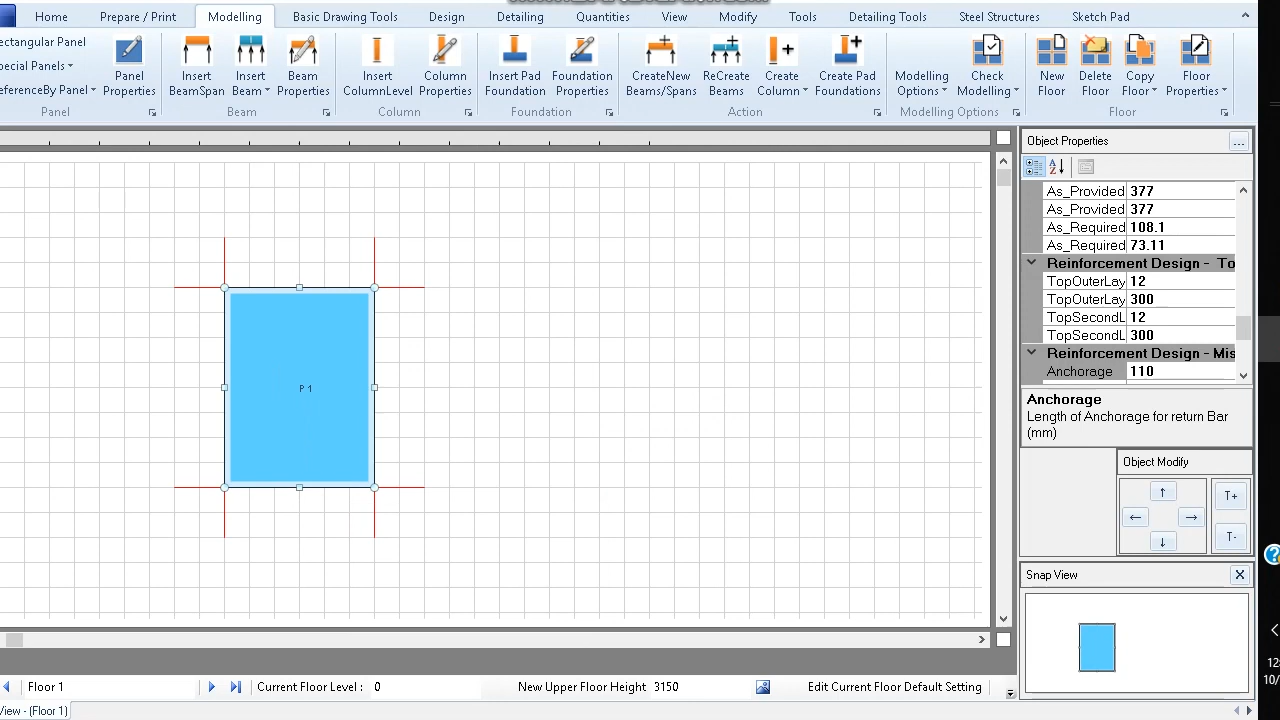 Home Prepare / Print Modelling Basic Drawing Tools Design Detailing Quantities View Modify Tools Detailing Tools Steel Structures Sketch Pad
ectangular Panel
pecial Panels
eferenceBy Panel
Panel Properties
Insert BeamSpan
Insert Beam
Beam Properties
Insert ColumnLevel
Column Properties
Insert Pad Foundation
Foundation Properties
CreateNew Beams/Spans
ReCreate Beams
Create Column
Create Pad Foundations
Modelling Options
Check Modelling
New Floor
Delete Floor
Copy Floor
Floor Properties
Panel Beam Column Foundation Action Modelling Options Floor
Object Properties
...
As_Provided 377
As_Provided 377
As_Required 108.1
As_Required 73.11
Reinforcement Design - To
TopOuterLay 12
TopOuterLay 300
TopSecondL 12
TopSecondL 300
Reinforcement Design - Mis
Anchorage 110
Anchorage
Length of Anchorage for return Bar
(mm)
P 1
Object Modify
T+
T-
Snap View
Floor 1 Current Floor Level : 0 New Upper Floor Height 3150 Edit Current Floor Default Setting
View - (Floor 1)
12
10/